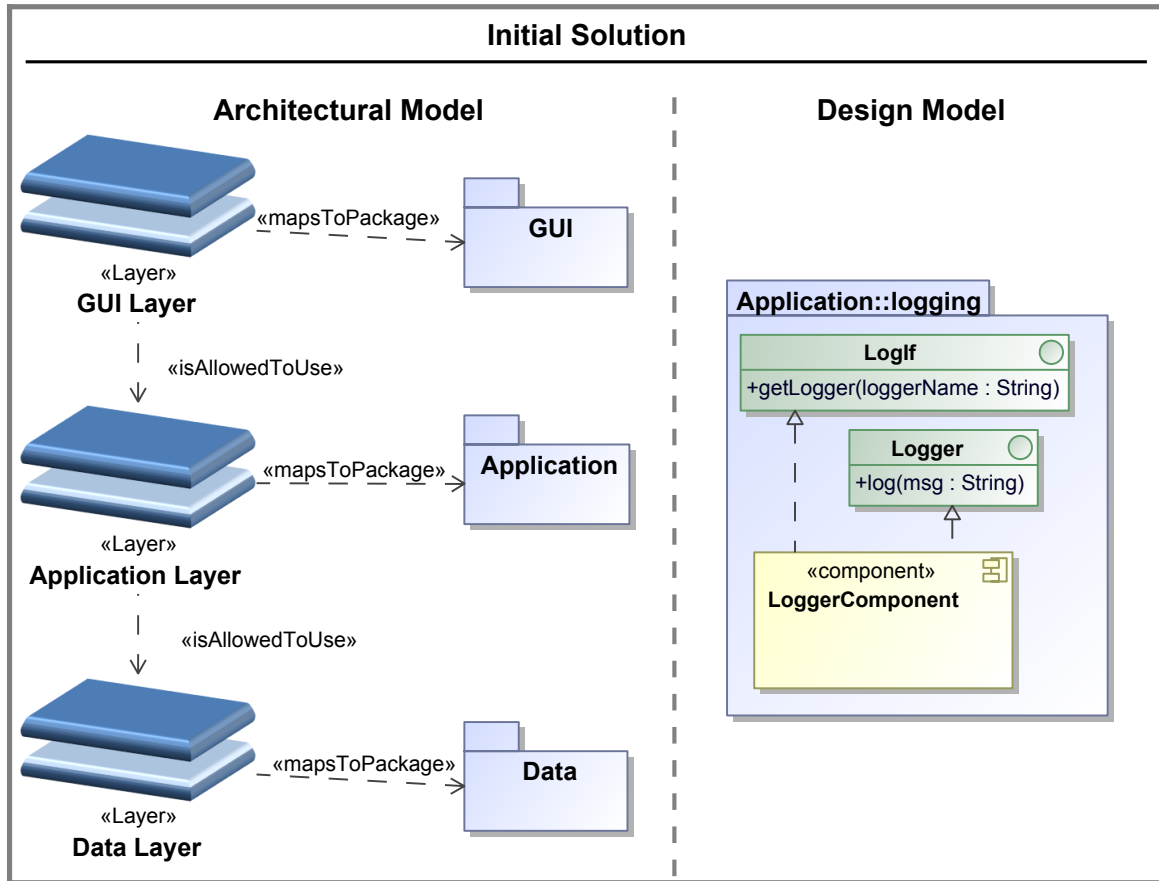 Initial Solution
Architectural Model
Design Model
«mapsToPackage»
GUI
«Layer»
GUI Layer
«isAllowedToUse»
«mapsToPackage»
Application
«Layer»
Application Layer
«isAllowedToUse»
«mapsToPackage»
Data
«Layer»
Data Layer
Application::logging
LogIf
+getLogger(loggerName : String)
Logger
+log(msg : String)
«component»
LoggerComponent